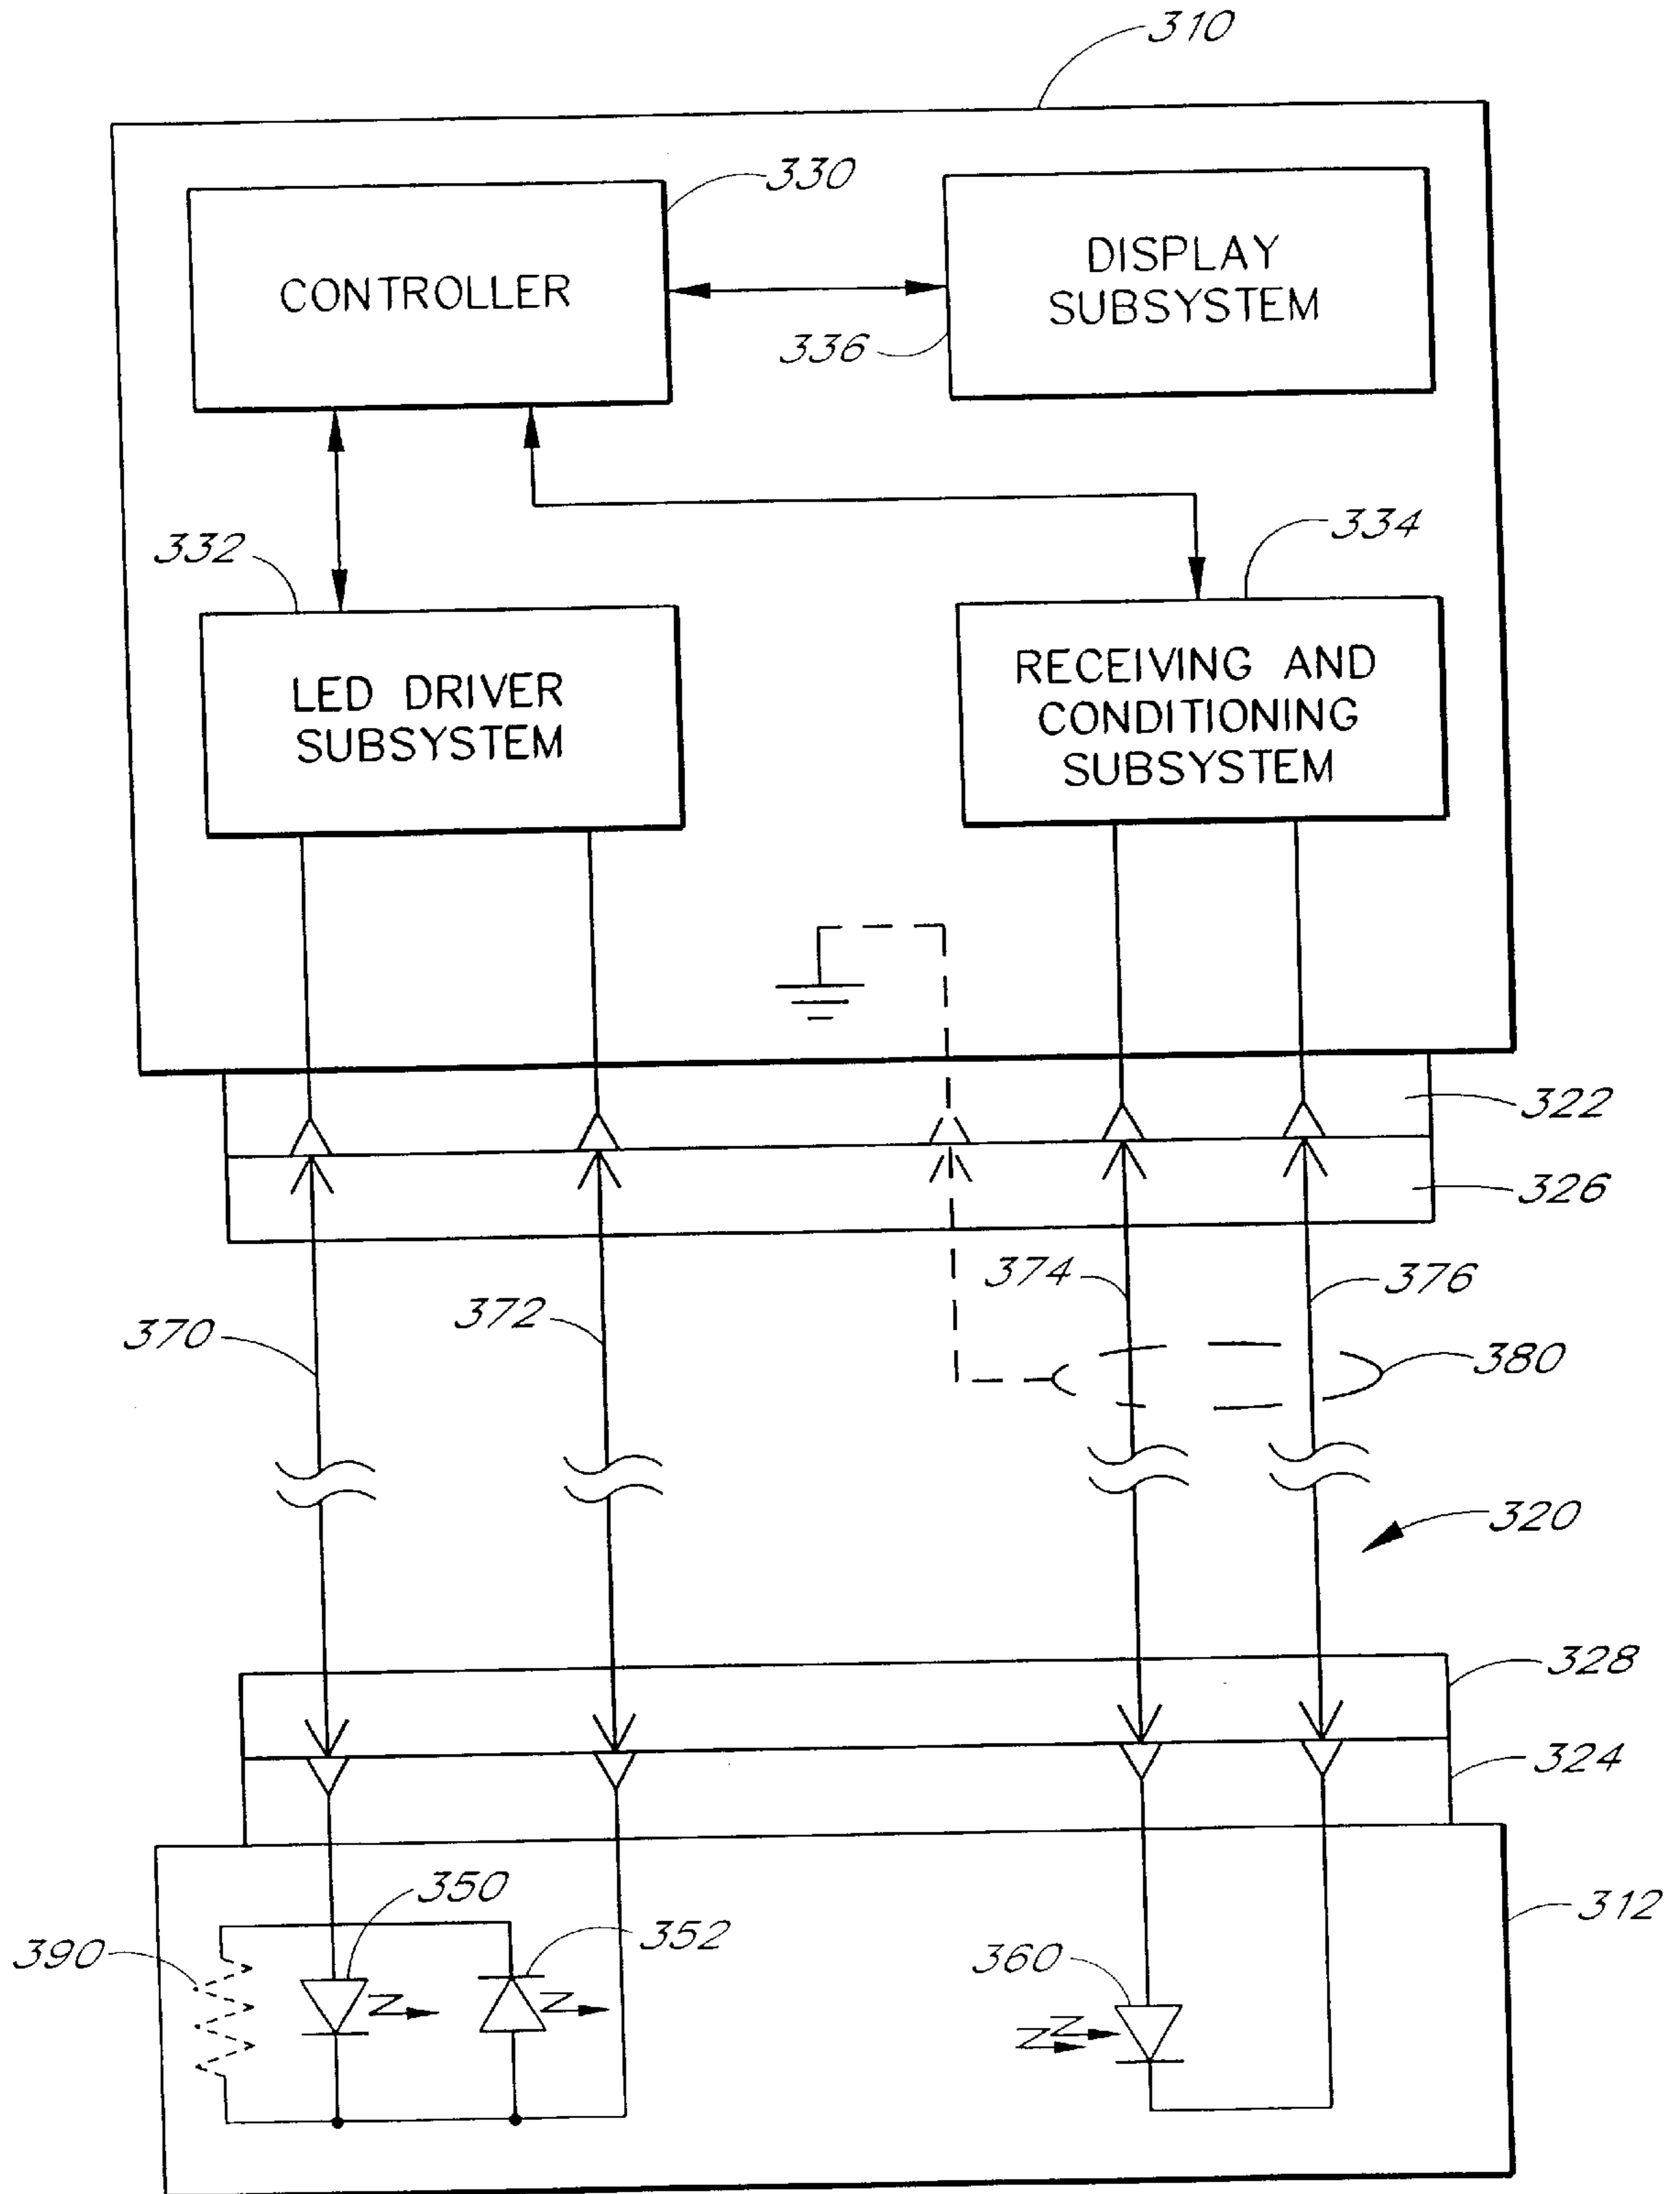 310
330
CONTROLLER
DISPLAY
SUBSYSTEM
336
332
334
LED DRIVER
SUBSYSTEM
RECEIVING AND
CONDITIONING
SUBSYSTEM
322
326
374
376
370
372
380
320
328
324
350
352
312
390
360